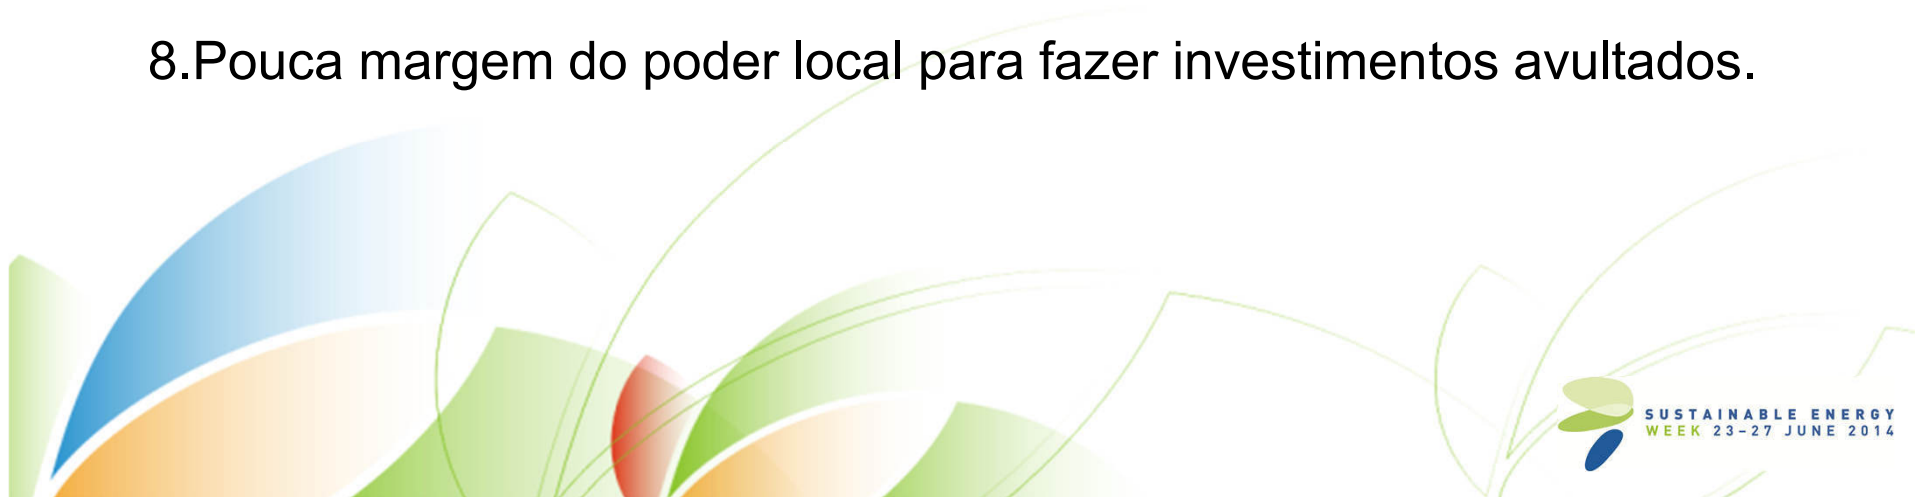 8.Pouca margem do poder local para fazer investimentos avultados.
SUSTAINABLE ENERGY
WEEK 23-27 JUNE 2014